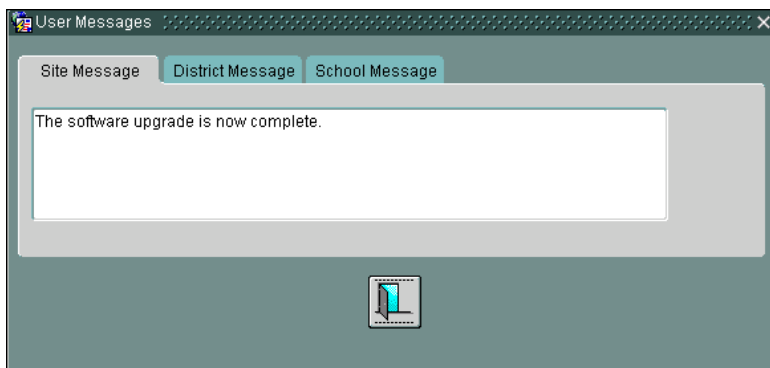 User Messages
Site Message District Message School Message
The software upgrade is now complete.